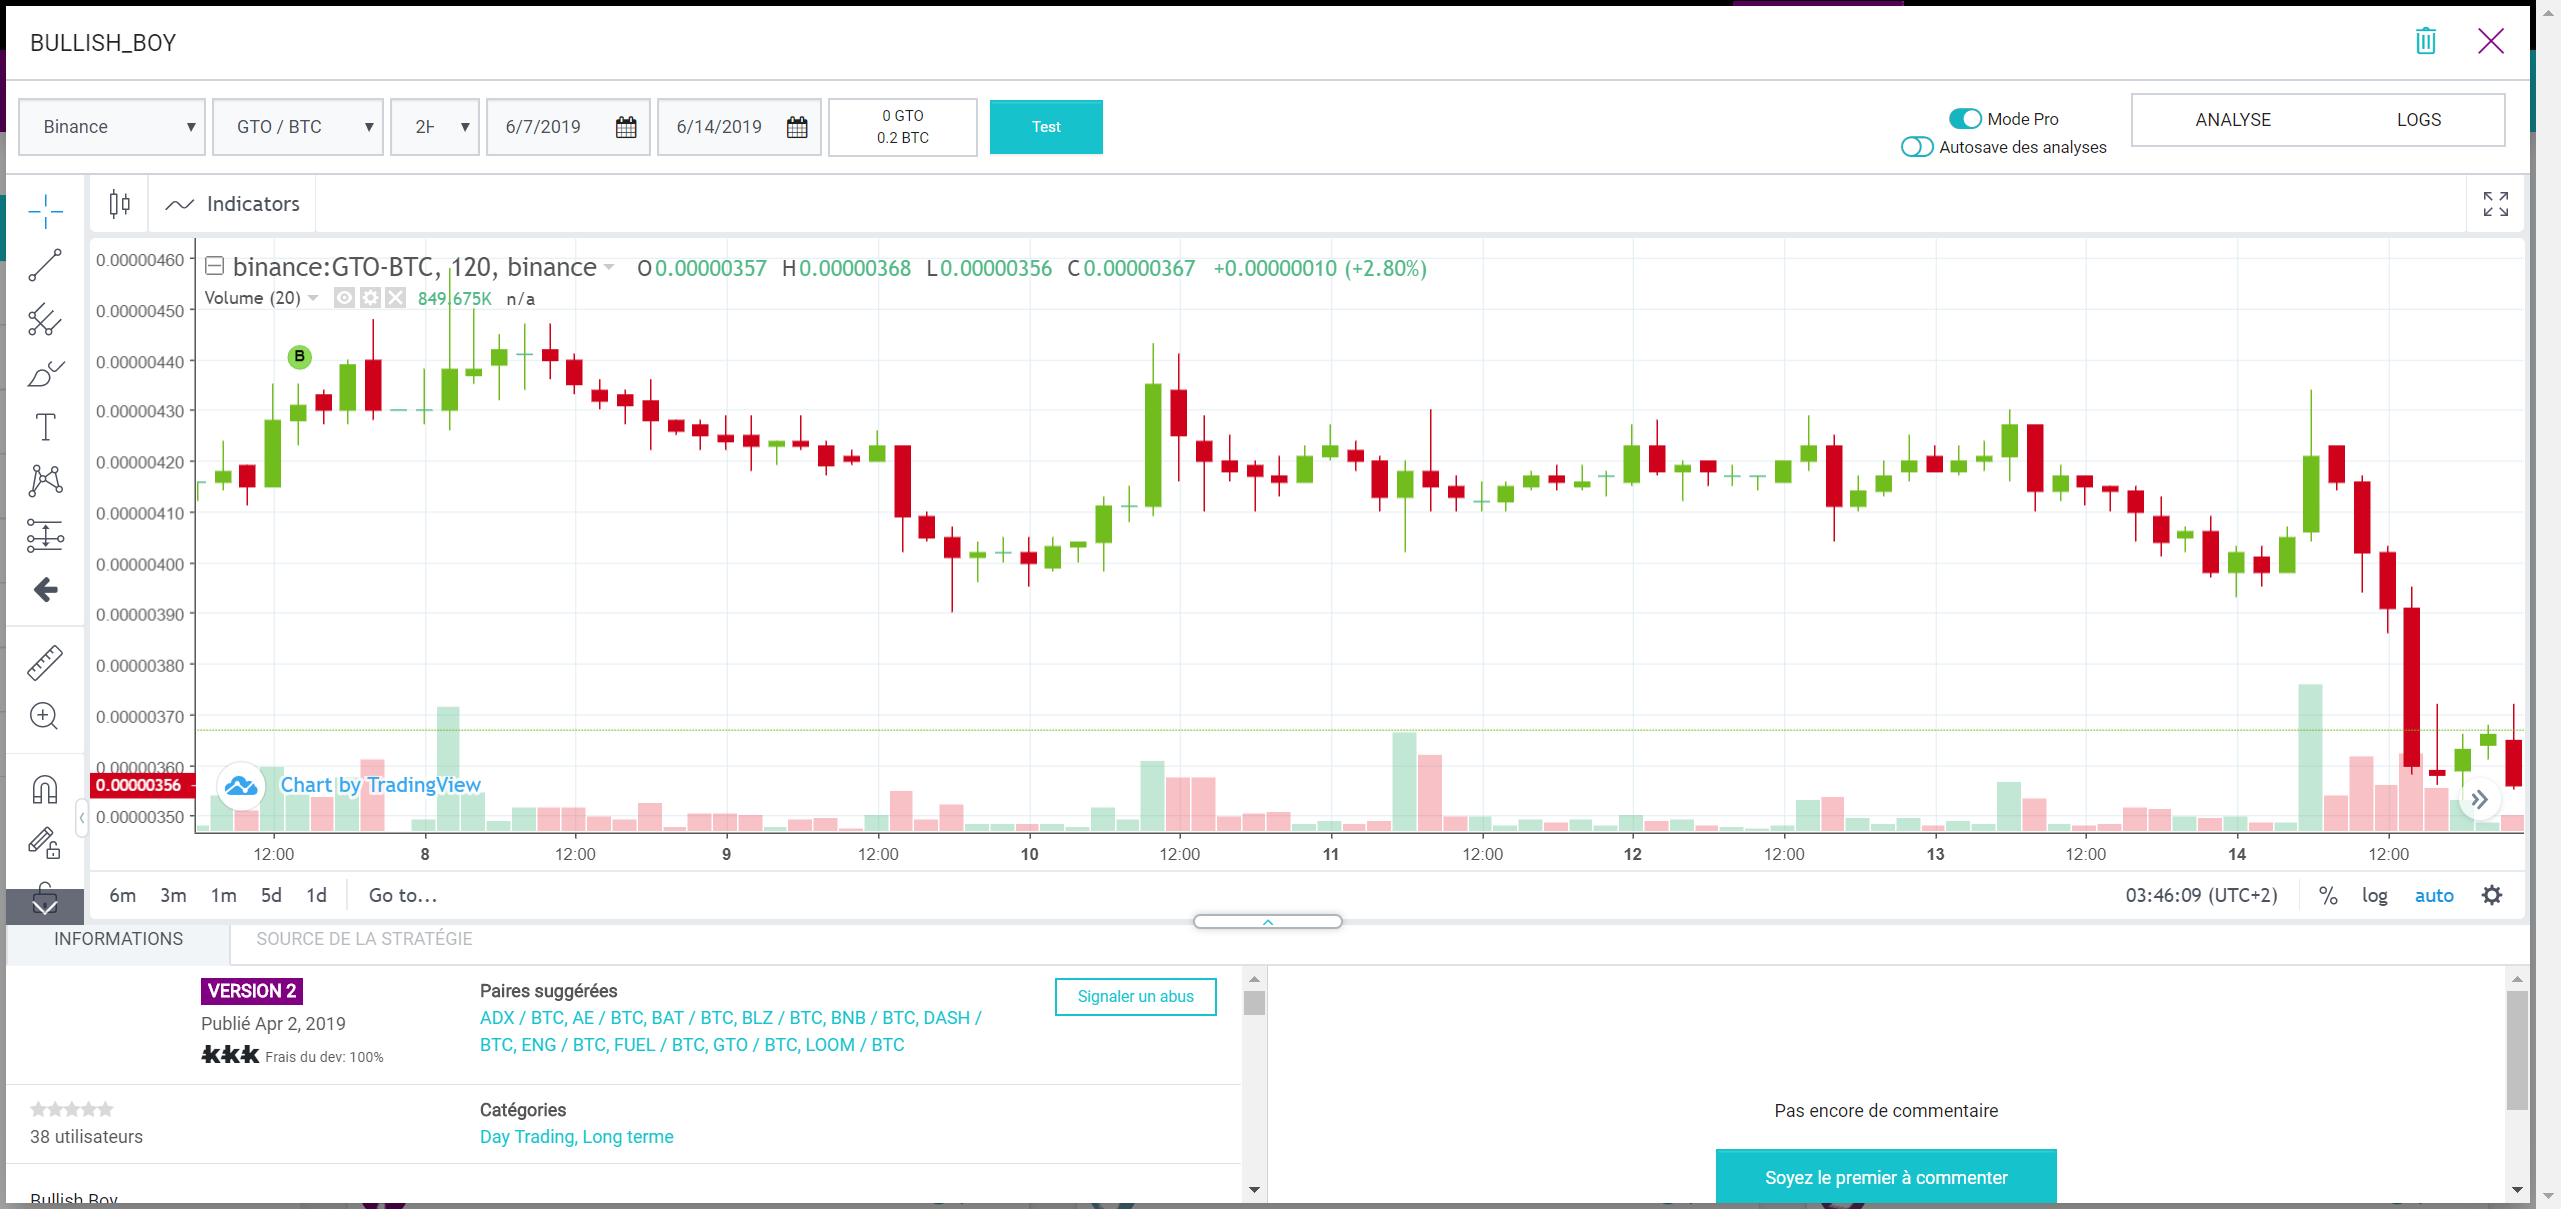 BULLISH_BOY
Binance
GTO / BTC
2H
6/7/2019
6/14/2019
0 GTO
0.2 BTC
Test
Mode Pro
Autosave des analyses
ANALYSE
LOGS
Indicators
binance:GTO-BTC, 120, binance O0.00000357 H0.00000368 L0.00000356 C0.00000367 +0.00000010 (+2.80%)
Volume (20) 849.675K n/a
B
0.00000460
0.00000450
0.00000440
0.00000430
0.00000420
0.00000410
0.00000400
0.00000390
0.00000380
0.00000370
0.00000360
0.00000356
0.00000350
Chart by TradingView
12:00 8 12:00 9 12:00 10 12:00 11 12:00 12 12:00 13 12:00 14 12:00
6m 3m 1m 5d 1d Go to...
03:46:09 (UTC+2) % log auto
INFORMATIONS
SOURCE DE LA STRATÉGIE
VERSION 2
Publié Apr 2, 2019
Frais du dev: 100%
Paires suggérées
ADX / BTC, AE / BTC, BAT / BTC, BLZ / BTC, BNB / BTC, DASH /
BTC, ENG / BTC, FUEL / BTC, GTO / BTC, LOOM / BTC
Signaler un abus
38 utilisateurs
Catégories
Day Trading, Long terme
Bullish Boy
Pas encore de commentaire
Soyez le premier à commenter